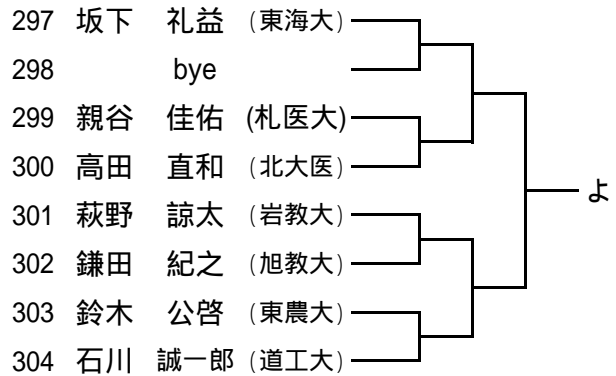 297 坂下 礼益 (東海大)
298 bye
299 親谷 佳佑 (札医大)
300 高田 直和 (北大医)
301 萩野 諒太 (岩教大)
302 鎌田 紀之 (旭教大)
303 鈴木 公啓 (東農大)
304 石川 誠一郎 (道工大)
よ